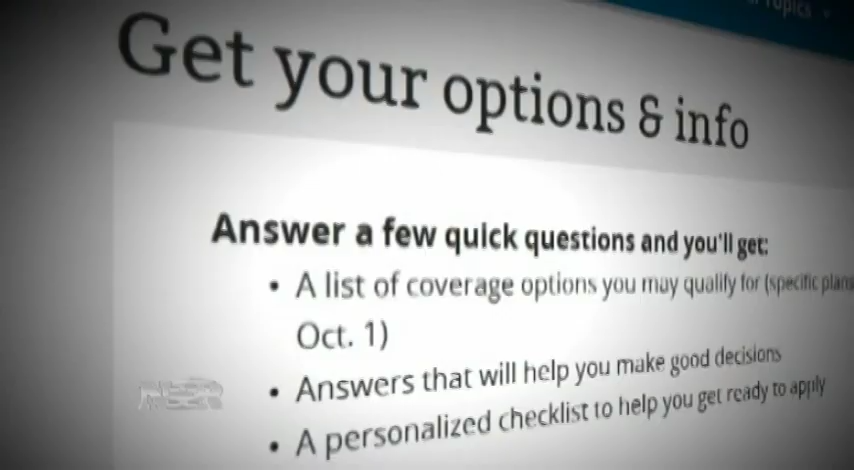 Topics
Get your options & info
Answer a few quick questions and you'll get:
• A list of coverage options you may qualify for (specific plans
Oct. 1)
• Answers that will help you make good decisions
• A personalized checklist to help you get ready to apply